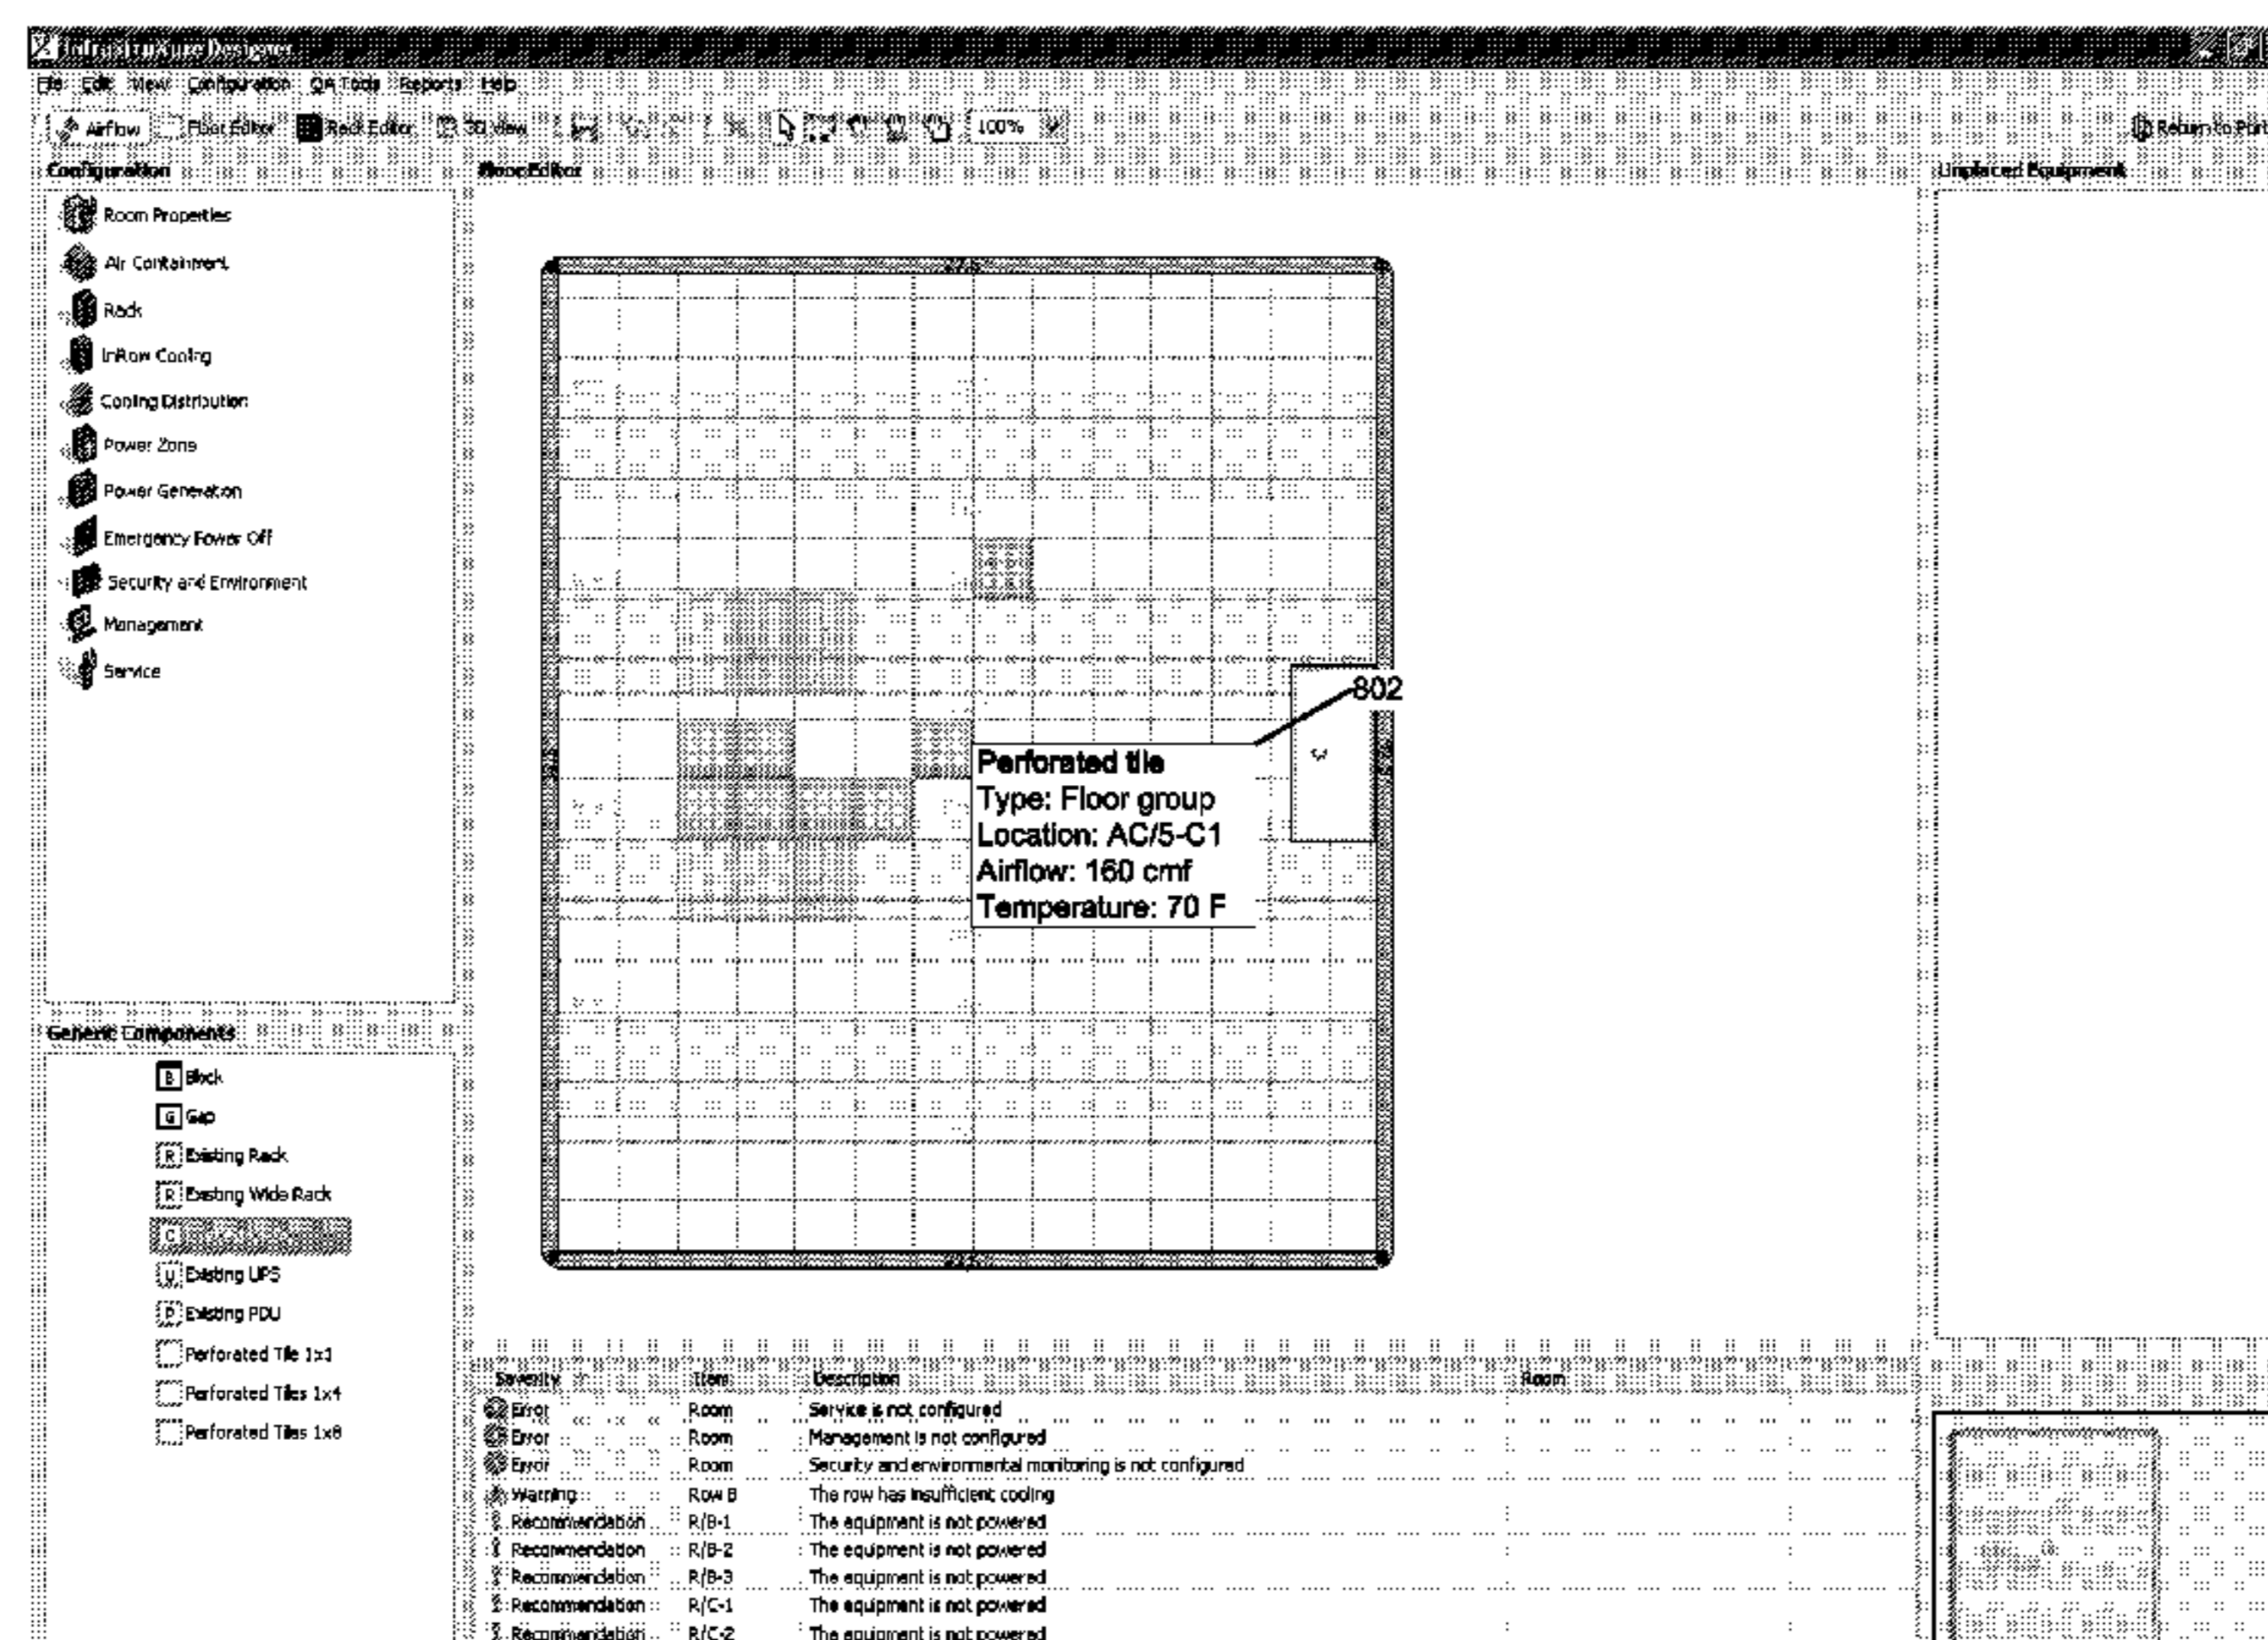 InfraStruXure Designer
File Edit View Configuration QA Tools Reports Help
Airflow Floor Editor Rack Editor 3D View 100% Return to
Configuration
Room Properties
Air Containment
Rack
InRow Cooling
Cooling Distribution
Power Zone
Power Generation
Emergency Power Off
Security and Environment
Management
Service
Generic Components
B Block
G Gap
R Existing Rack
R Existing Wide Rack
C
U Existing UPS
P Existing PDU
Perforated Tile 1x1
Perforated Tiles 1x4
Perforated Tiles 1x8
Floor Editor
802
Perforated tile
Type: Floor group
Location: AC/5-C1
Airflow: 160 cmf
Temperature: 70 F
Severity Item Description Room
Error Room Service is not configured
Error Room Management is not configured
Error Room Security and environmental monitoring is not configured
Warning Row B The row has insufficient cooling
Recommendation R/B-1 The equipment is not powered
Recommendation R/B-2 The equipment is not powered
Recommendation R/B-3 The equipment is not powered
Recommendation R/C-1 The equipment is not powered
Recommendation R/C-2 The equipment is not powered
Unplaced Equipment